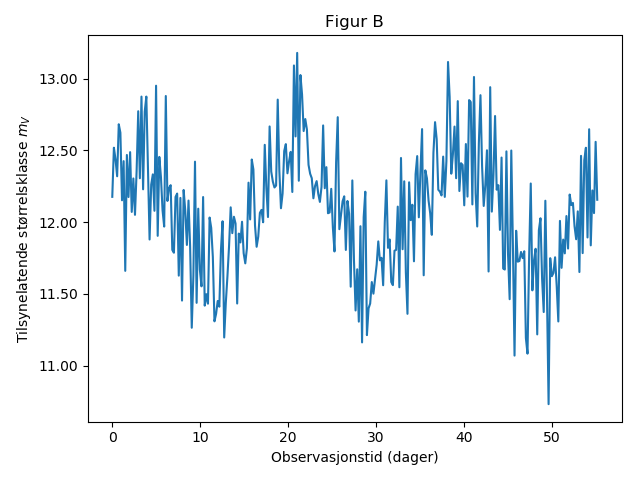 Figur B
Tilsynelatende størrelsklasse m_V
13.00
12.50
12.00
11.50
11.00
0 10 20 30 40 50
Observasjonstid (dager)